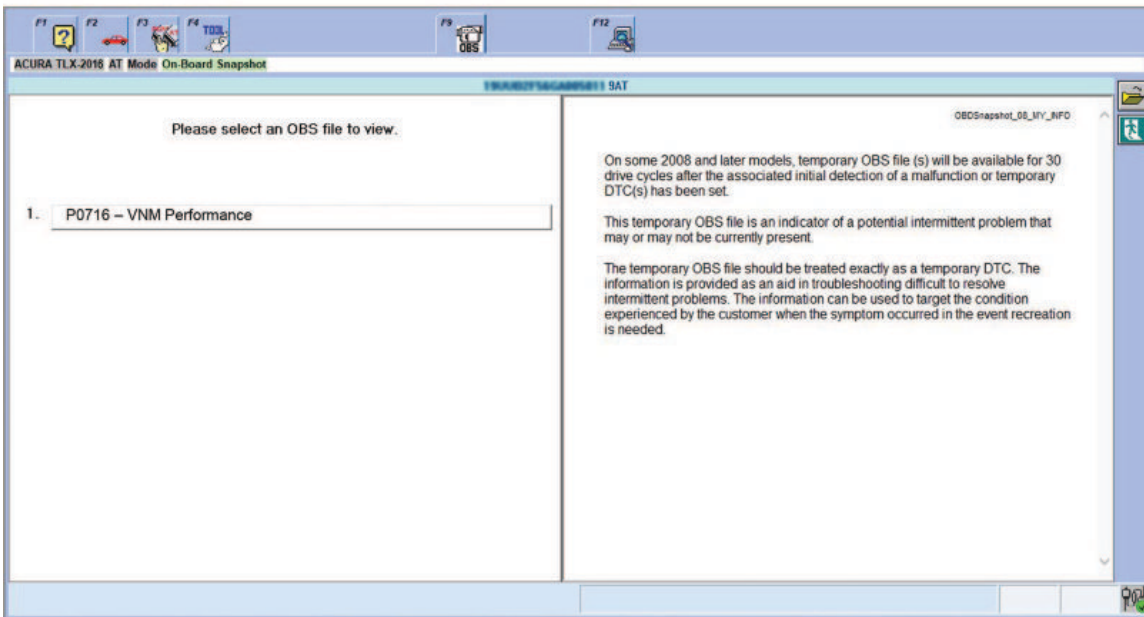 F1 F2 F3 F4 TOOL F9 OBS F12
ACURA TLX-2016 AT Mode On-Board Snapshot
9AT
Please select an OBS file to view.
1. P0716 – VNM Performance
OBDSnapshot_08_MY_INFO
On some 2008 and later models, temporary OBS file (s) will be available for 30
drive cycles after the associated initial detection of a malfunction or temporary
DTC(s) has been set.
This temporary OBS file is an indicator of a potential intermittent problem that
may or may not be currently present.
The temporary OBS file should be treated exactly as a temporary DTC. The
information is provided as an aid in troubleshooting difficult to resolve
intermittent problems. The information can be used to target the condition
experienced by the customer when the symptom occurred in the event recreation
is needed.